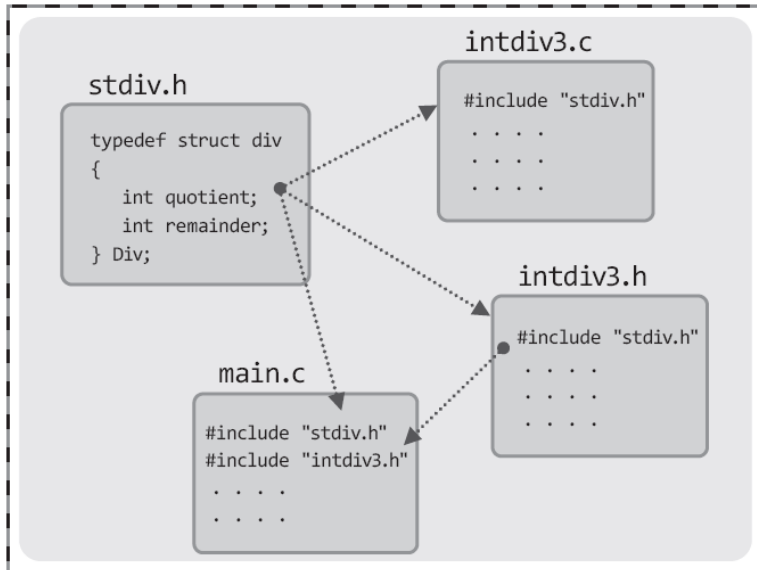 stdiv.h
typedef struct div
{
int quotient;
int remainder;
} Div;
intdiv3.c
#include "stdiv.h"
. . . .
. . . .
. . . .
intdiv3.h
#include "stdiv.h"
. . . .
. . . .
. . . .
main.c
#include "stdiv.h"
#include "intdiv3.h"
. . . .
. . . .